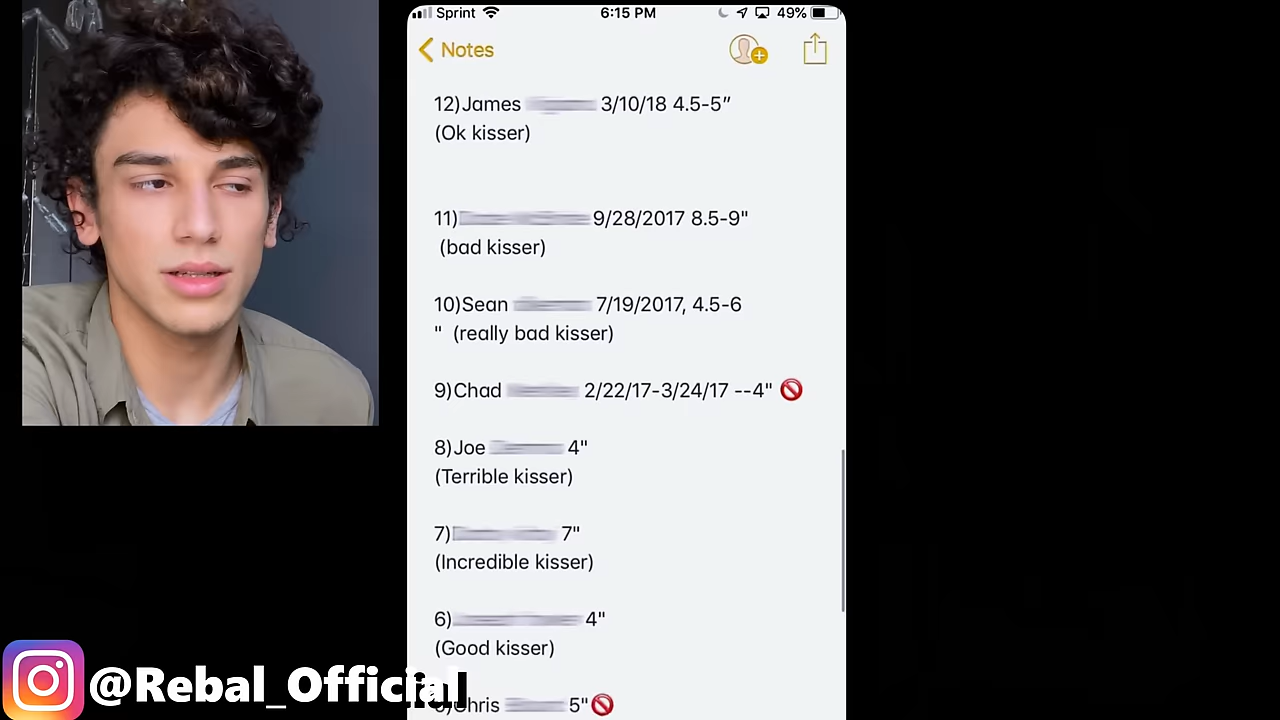 Sprint 6:15 PM 49%
Notes
12)James 3/10/18 4.5-5”
(Ok kisser)
11) 9/28/2017 8.5-9"
(bad kisser)
10)Sean 7/19/2017, 4.5-6
" (really bad kisser)
9)Chad 2/22/17-3/24/17 --4" 🚫
8)Joe 4"
(Terrible kisser)
7) 7"
(Incredible kisser)
6) 4"
(Good kisser)
Chris 5"🚫
@Rebal_Official